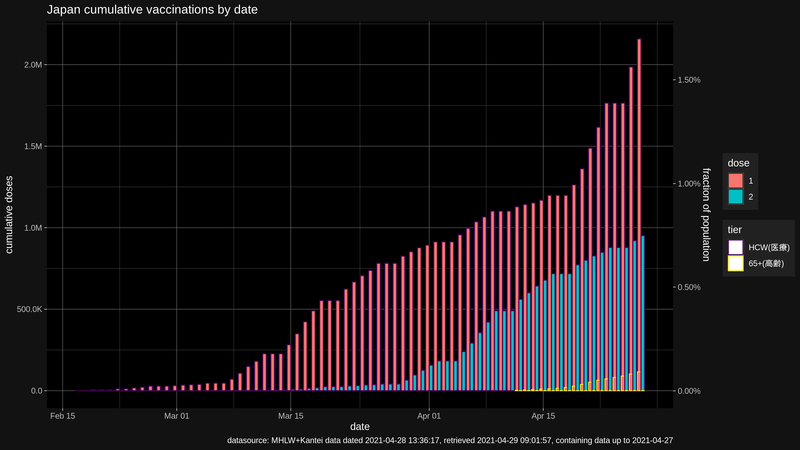 Japan cumulative vaccinations by date
2.0M
1.5M
1.0M
500.0K
0.0
cumulative doses
1.50%
1.00%
0.50%
0.00%
fraction of population
Feb 15
Mar 01
Mar 15
Apr 01
Apr 15
date
dose
1
2
tier
HCW(医療)
65+(高齢)
datasource: MHLW+Kantei data dated 2021-04-28 13:36:17, retrieved 2021-04-29 09:01:57, containing data up to 2021-04-27